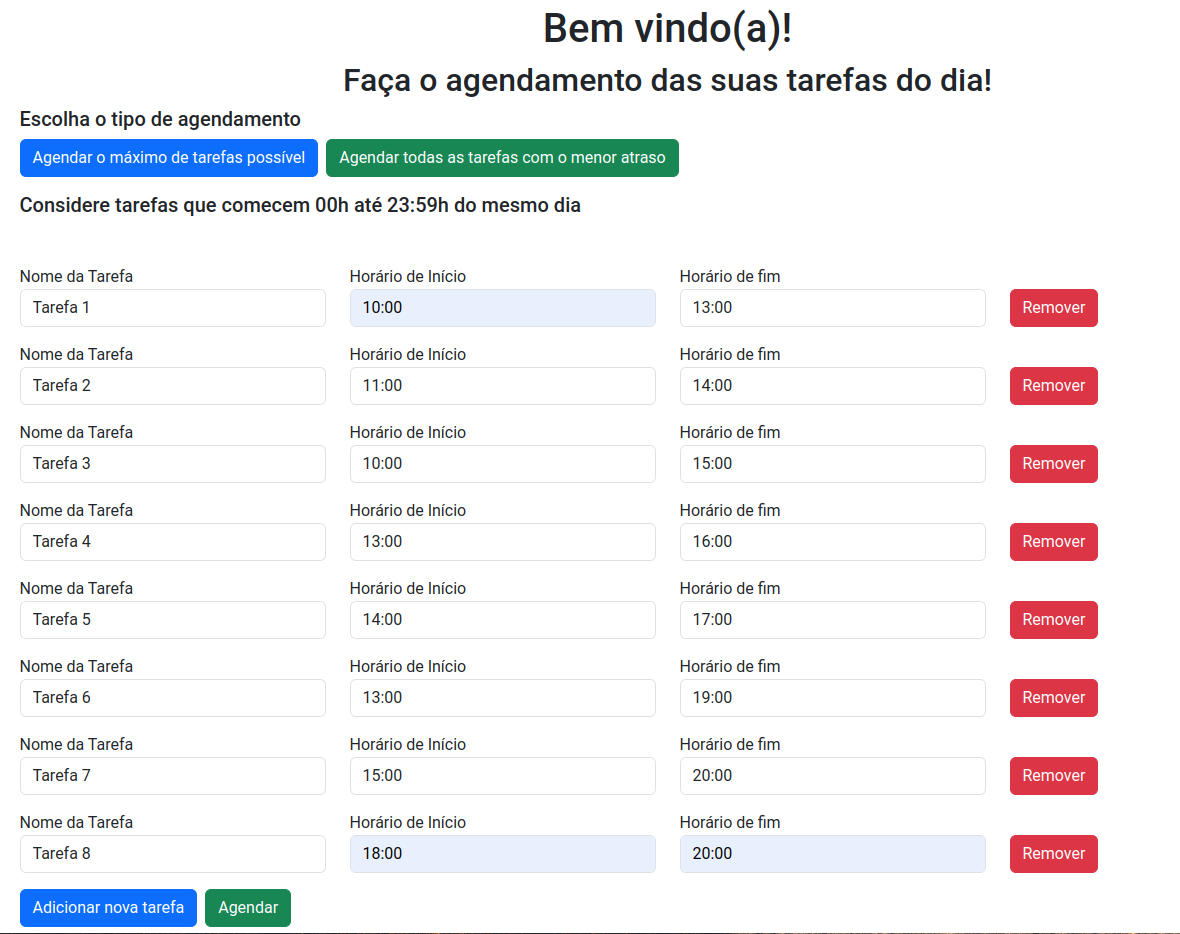 Bem vindo(a)!
Faça o agendamento das suas tarefas do dia!
Escolha o tipo de agendamento
Agendar o máximo de tarefas possível Agendar todas as tarefas com o menor atraso
Considere tarefas que comecem 00h até 23:59h do mesmo dia
Nome da Tarefa Horário de Início Horário de fim
Tarefa 1 10:00 13:00 Remover
Nome da Tarefa Horário de Início Horário de fim
Tarefa 2 11:00 14:00 Remover
Nome da Tarefa Horário de Início Horário de fim
Tarefa 3 10:00 15:00 Remover
Nome da Tarefa Horário de Início Horário de fim
Tarefa 4 13:00 16:00 Remover
Nome da Tarefa Horário de Início Horário de fim
Tarefa 5 14:00 17:00 Remover
Nome da Tarefa Horário de Início Horário de fim
Tarefa 6 13:00 19:00 Remover
Nome da Tarefa Horário de Início Horário de fim
Tarefa 7 15:00 20:00 Remover
Nome da Tarefa Horário de Início Horário de fim
Tarefa 8 18:00 20:00 Remover
Adicionar nova tarefa Agendar